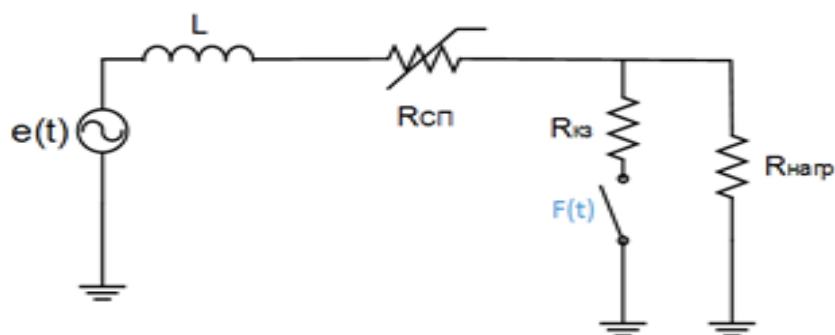 L
e(t)
Rсп
Rкз
F(t)
Rнагр